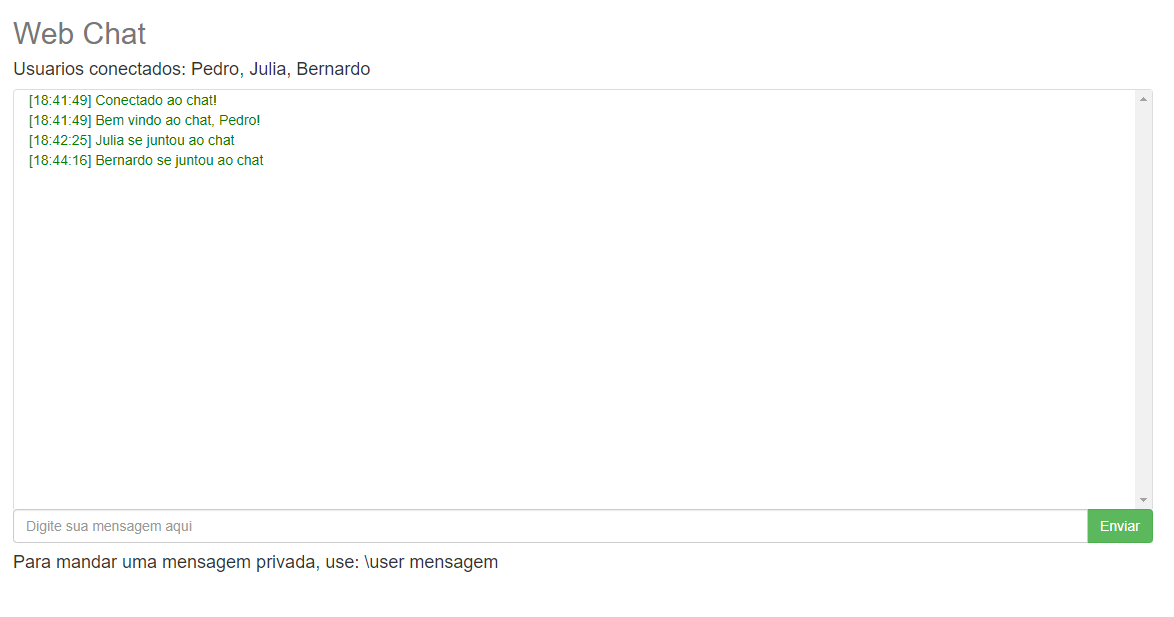 Web Chat
Usuarios conectados: Pedro, Julia, Bernardo
[18:41:49] Conectado ao chat!
[18:41:49] Bem vindo ao chat, Pedro!
[18:42:25] Julia se juntou ao chat
[18:44:16] Bernardo se juntou ao chat
Digite sua mensagem aqui
Enviar
Para mandar uma mensagem privada, use: \user mensagem